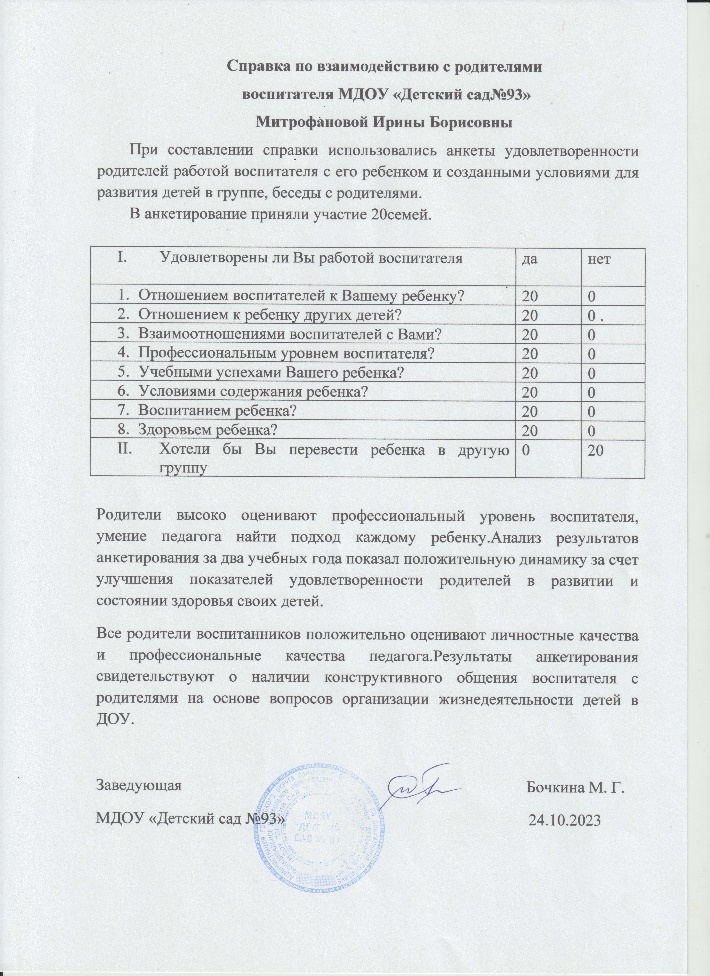 Справка по взаимодействию с родителями
воспитателя МДОУ «Детский сад№93»
Митрофановой Ирины Борисовны
При составлении справки использовались анкеты удовлетворенности
родителей работой воспитателя с его ребенком и созданными условиями для
развития детей в группе, беседы с родителями.
В анкетирование приняли участие 20семей.
I. Удовлетворены ли Вы работой воспитателя да нет
1. Отношением воспитателей к Вашему ребенку? 20 0
2. Отношением к ребенку других детей? 20 0 .
3. Взаимоотношениями воспитателей с Вами? 20 0
4. Профессиональным уровнем воспитателя? 20 0
5. Учебными успехами Вашего ребенка? 20 0
6. Условиями содержания ребенка? 20 0
7. Воспитанием ребенка? 20 0
8. Здоровьем ребенка? 20 0
II. Хотели бы Вы перевести ребенка в другую 0 20
группу
Родители высоко оценивают профессиональный уровень воспитателя,
умение педагога найти подход каждому ребенку.Анализ результатов
анкетирования за два учебных года показал положительную динамику за счет
улучшения показателей удовлетворенности родителей в развитии и
состоянии здоровья своих детей.
Все родители воспитанников положительно оценивают личностные качества
и профессиональные качества педагога.Результаты анкетирования
свидетельствуют о наличии конструктивного общения воспитателя с
родителями на основе вопросов организации жизнедеятельности детей в
ДОУ.
Заведующая Бочкина М. Г.
МДОУ «Детский сад №93» 24.10.2023